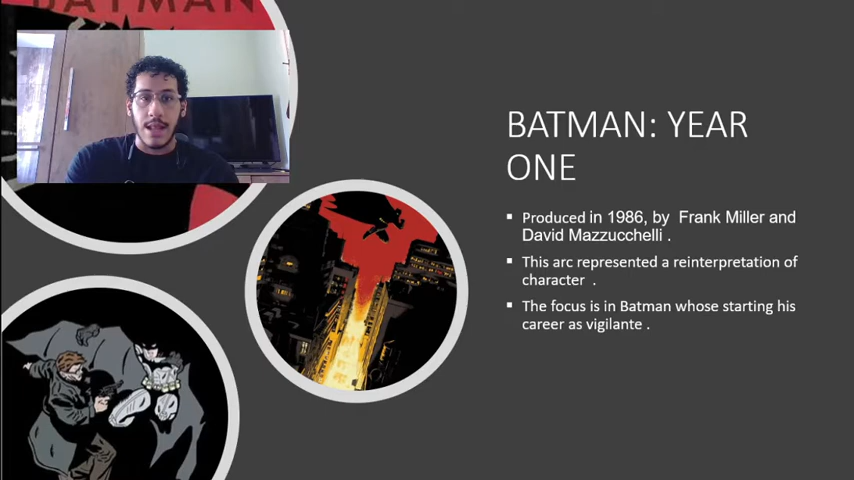 BATMAN
BATMAN: YEAR
ONE
Produced in 1986, by Frank Miller and
David Mazzucchelli .
This arc represented a reinterpretation of
character .
The focus is in Batman whose starting his
career as vigilante .